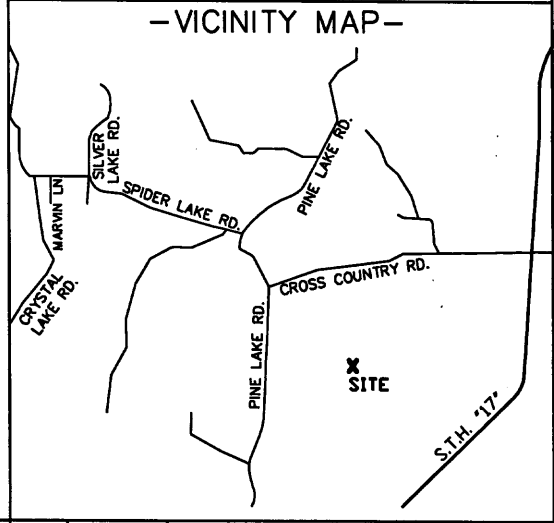 -VICINITY MAP-
SILVER
LAKE RD.
PINE LAKE RD.
MARVIN LN.
SPIDER LAKE RD.
CROSS COUNTRY RD.
CRYSTAL
LAKE RD.
PINE LAKE RD.
X
SITE
S.T.H. "17"